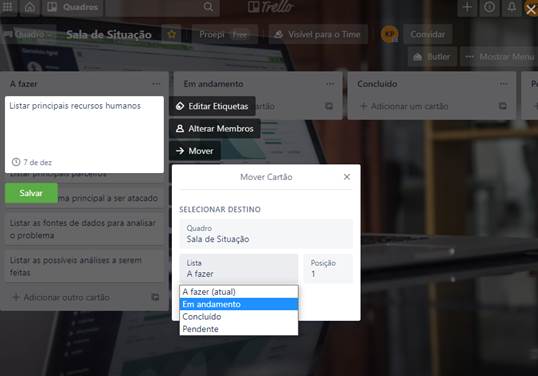 Quadros
Trello
Quadro
Sala de Situação
Proepi
Free
Visível para o Time
KP
Convidar
Butler
Mostrar Menu
A fazer
Em andamento
Concluído
Listar principais recursos humanos
7 de dez
Salvar
Editar Etiquetas
Alterar Membros
Mover
cartão
+ Adicionar um cartão
Listar principais parceiros
ema principal a ser atacado
Listar as fontes de dados para analisar
o problema
Listar as possíveis análises a serem
feitas
+ Adicionar outro cartão
Mover Cartão
SELECIONAR DESTINO
Quadro
Sala de Situação
Lista
A fazer
Posição
1
A fazer (atual)
Em andamento
Concluído
Pendente